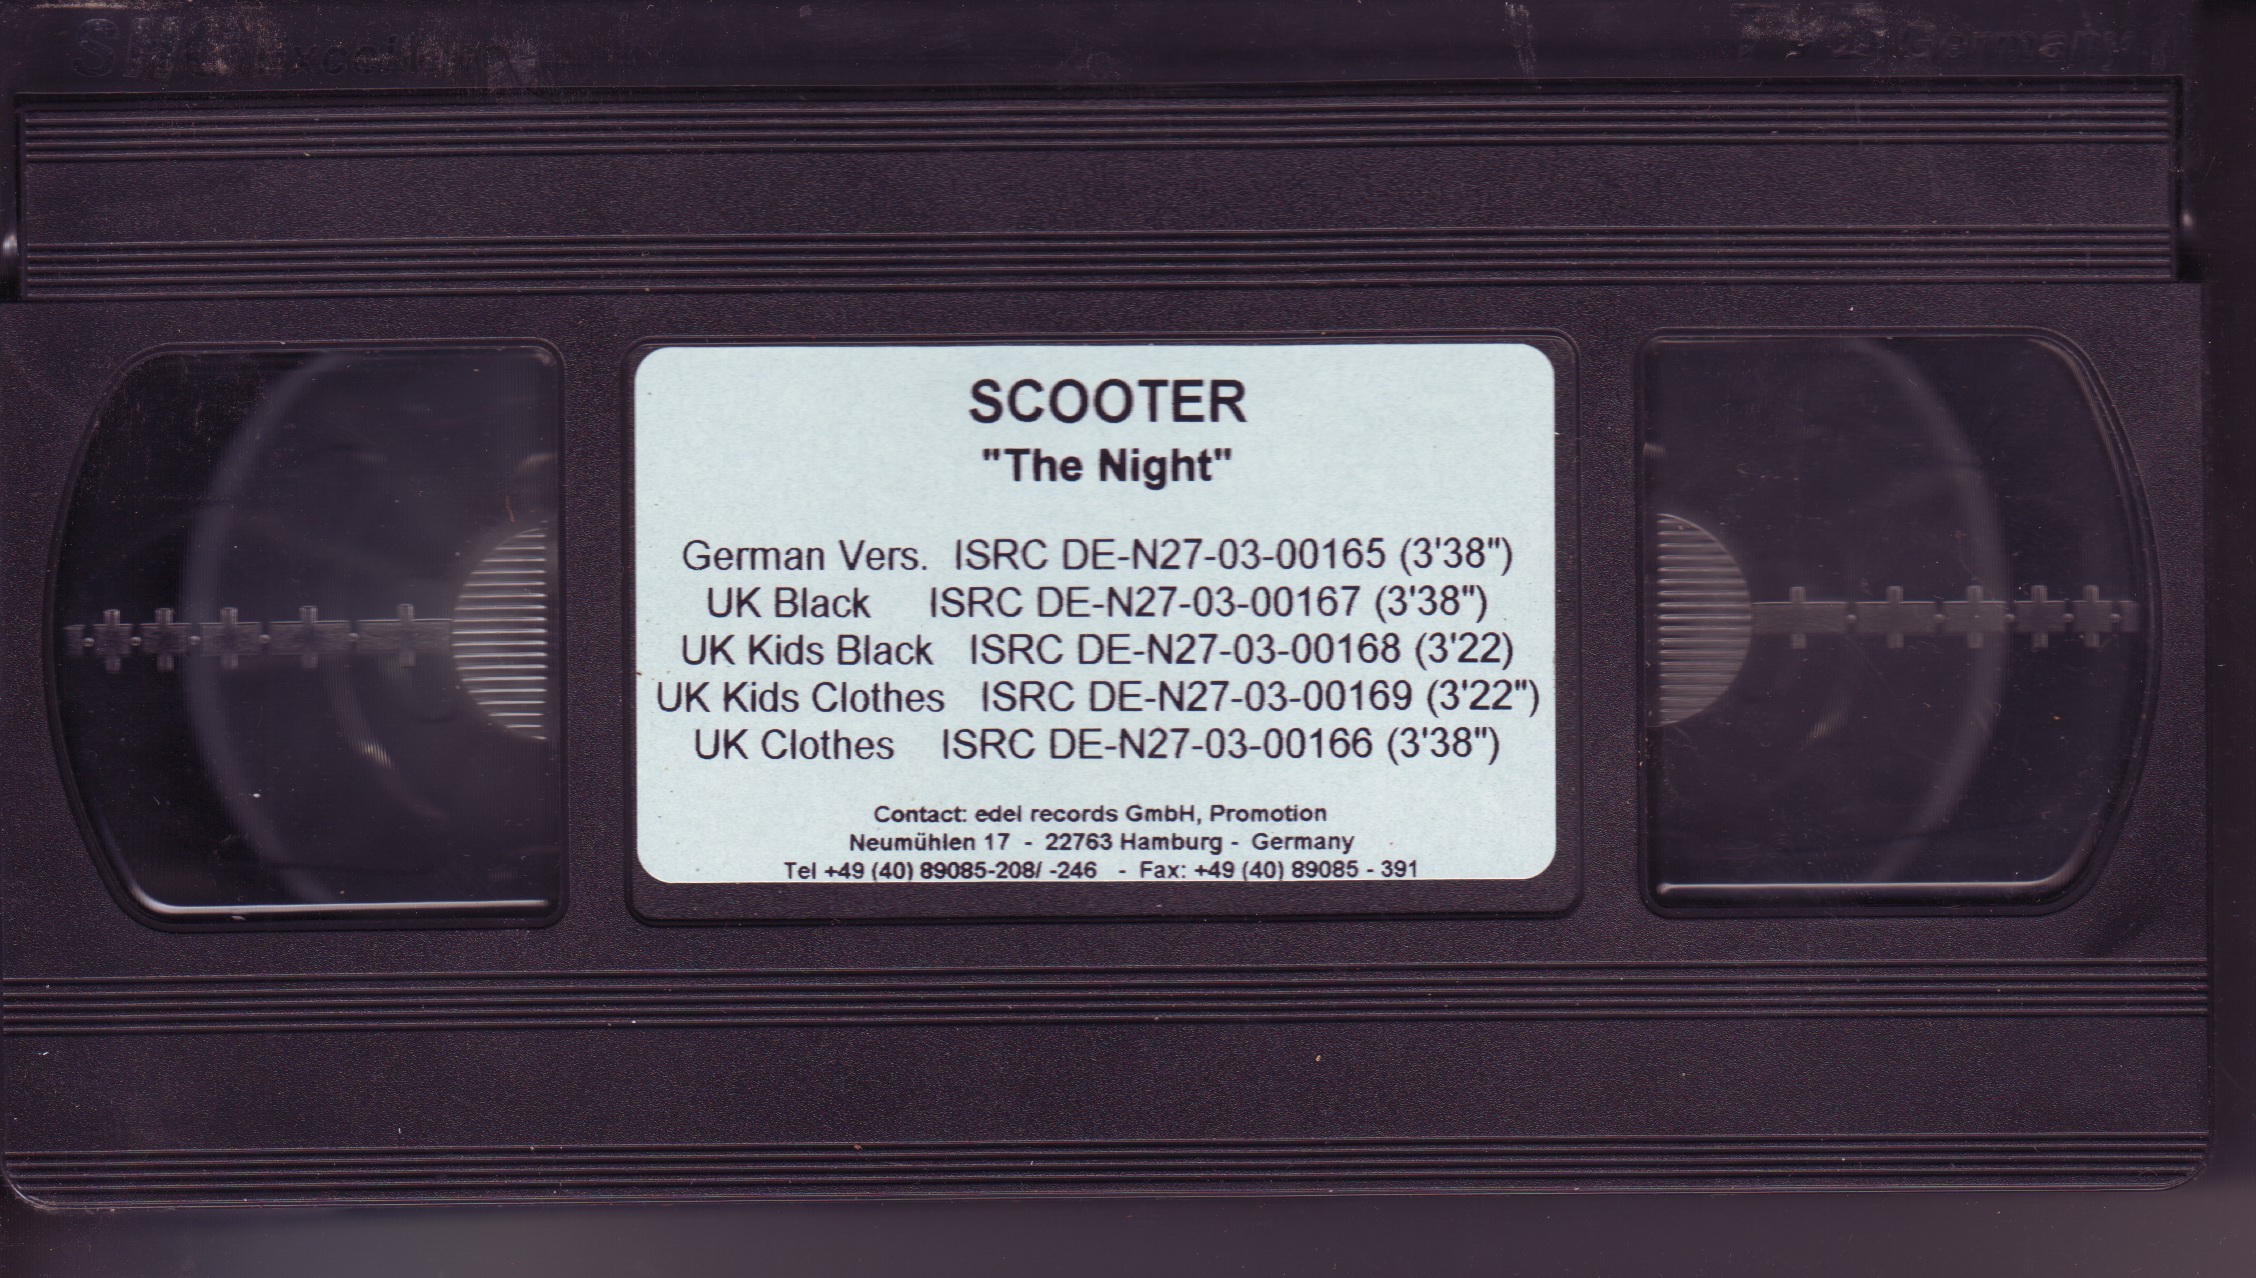 Germany
SCOOTER
"The Night"
German Vers. ISRC DE-N27-03-00165 (3'38")
UK Black ISRC DE-N27-03-00167 (3'38")
UK Kids Black ISRC DE-N27-03-00168 (3'22)
UK Kids Clothes ISRC DE-N27-03-00169 (3'22")
UK Clothes ISRC DE-N27-03-00166 (3'38")
Contact: edel records GmbH, Promotion
Neumühlen 17 - 22763 Hamburg - Germany
Tel +49 (40) 89085-208/ -246 - Fax: +49 (40) 89085 - 391